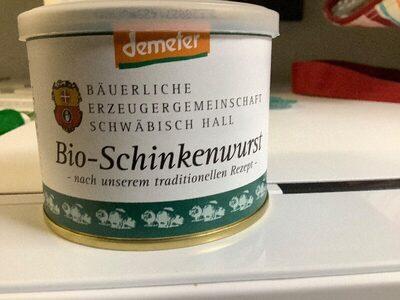 demeter
BÄUERLICHE
ERZEUGERGEMEINSCHAFT
SCHWÄBISCH HALL
Bio-Schinkenwurst
- nach unserem traditionellen Rezept -